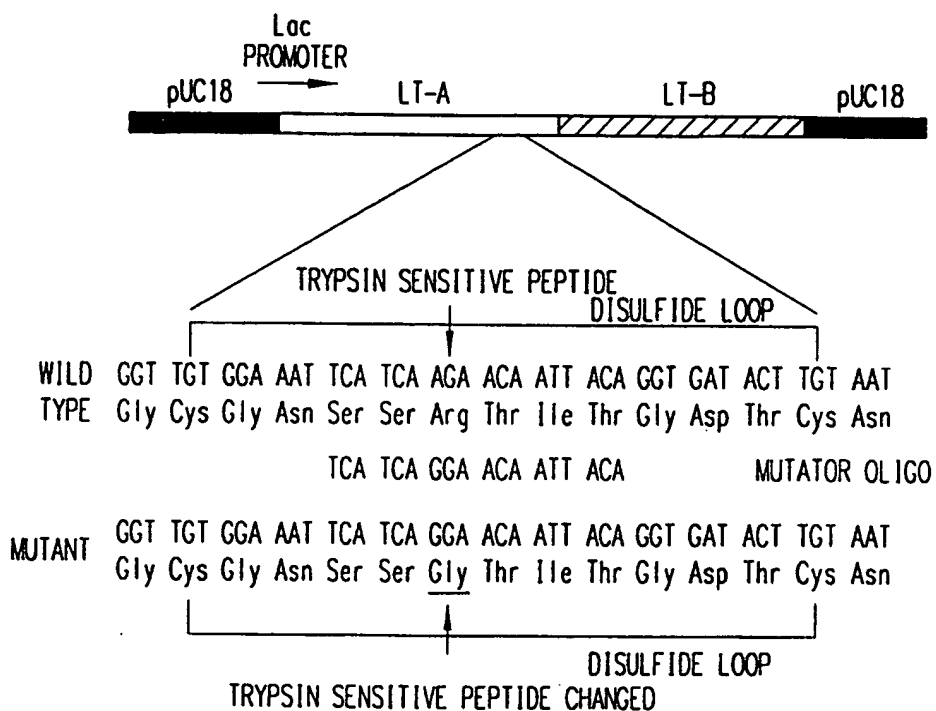 Lac
PROMOTER
pUC18 LT-A LT-B pUC18
TRYPSIN SENSITIVE PEPTIDE
DISULFIDE LOOP
WILD GGT TGT GGA AAT TCA TCA AGA ACA ATT ACA GGT GAT ACT TGT AAT
TYPE Gly Cys Gly Asn Ser Ser Arg Thr Ile Thr Gly Asp Thr Cys Asn
TCA TCA GGA ACA ATT ACA MUTATOR OLIGO
MUTANT GGT TGT GGA AAT TCA TCA GGA ACA ATT ACA GGT GAT ACT TGT AAT
Gly Cys Gly Asn Ser Ser Gly Thr Ile Thr Gly Asp Thr Cys Asn
DISULFIDE LOOP
TRYPSIN SENSITIVE PEPTIDE CHANGED